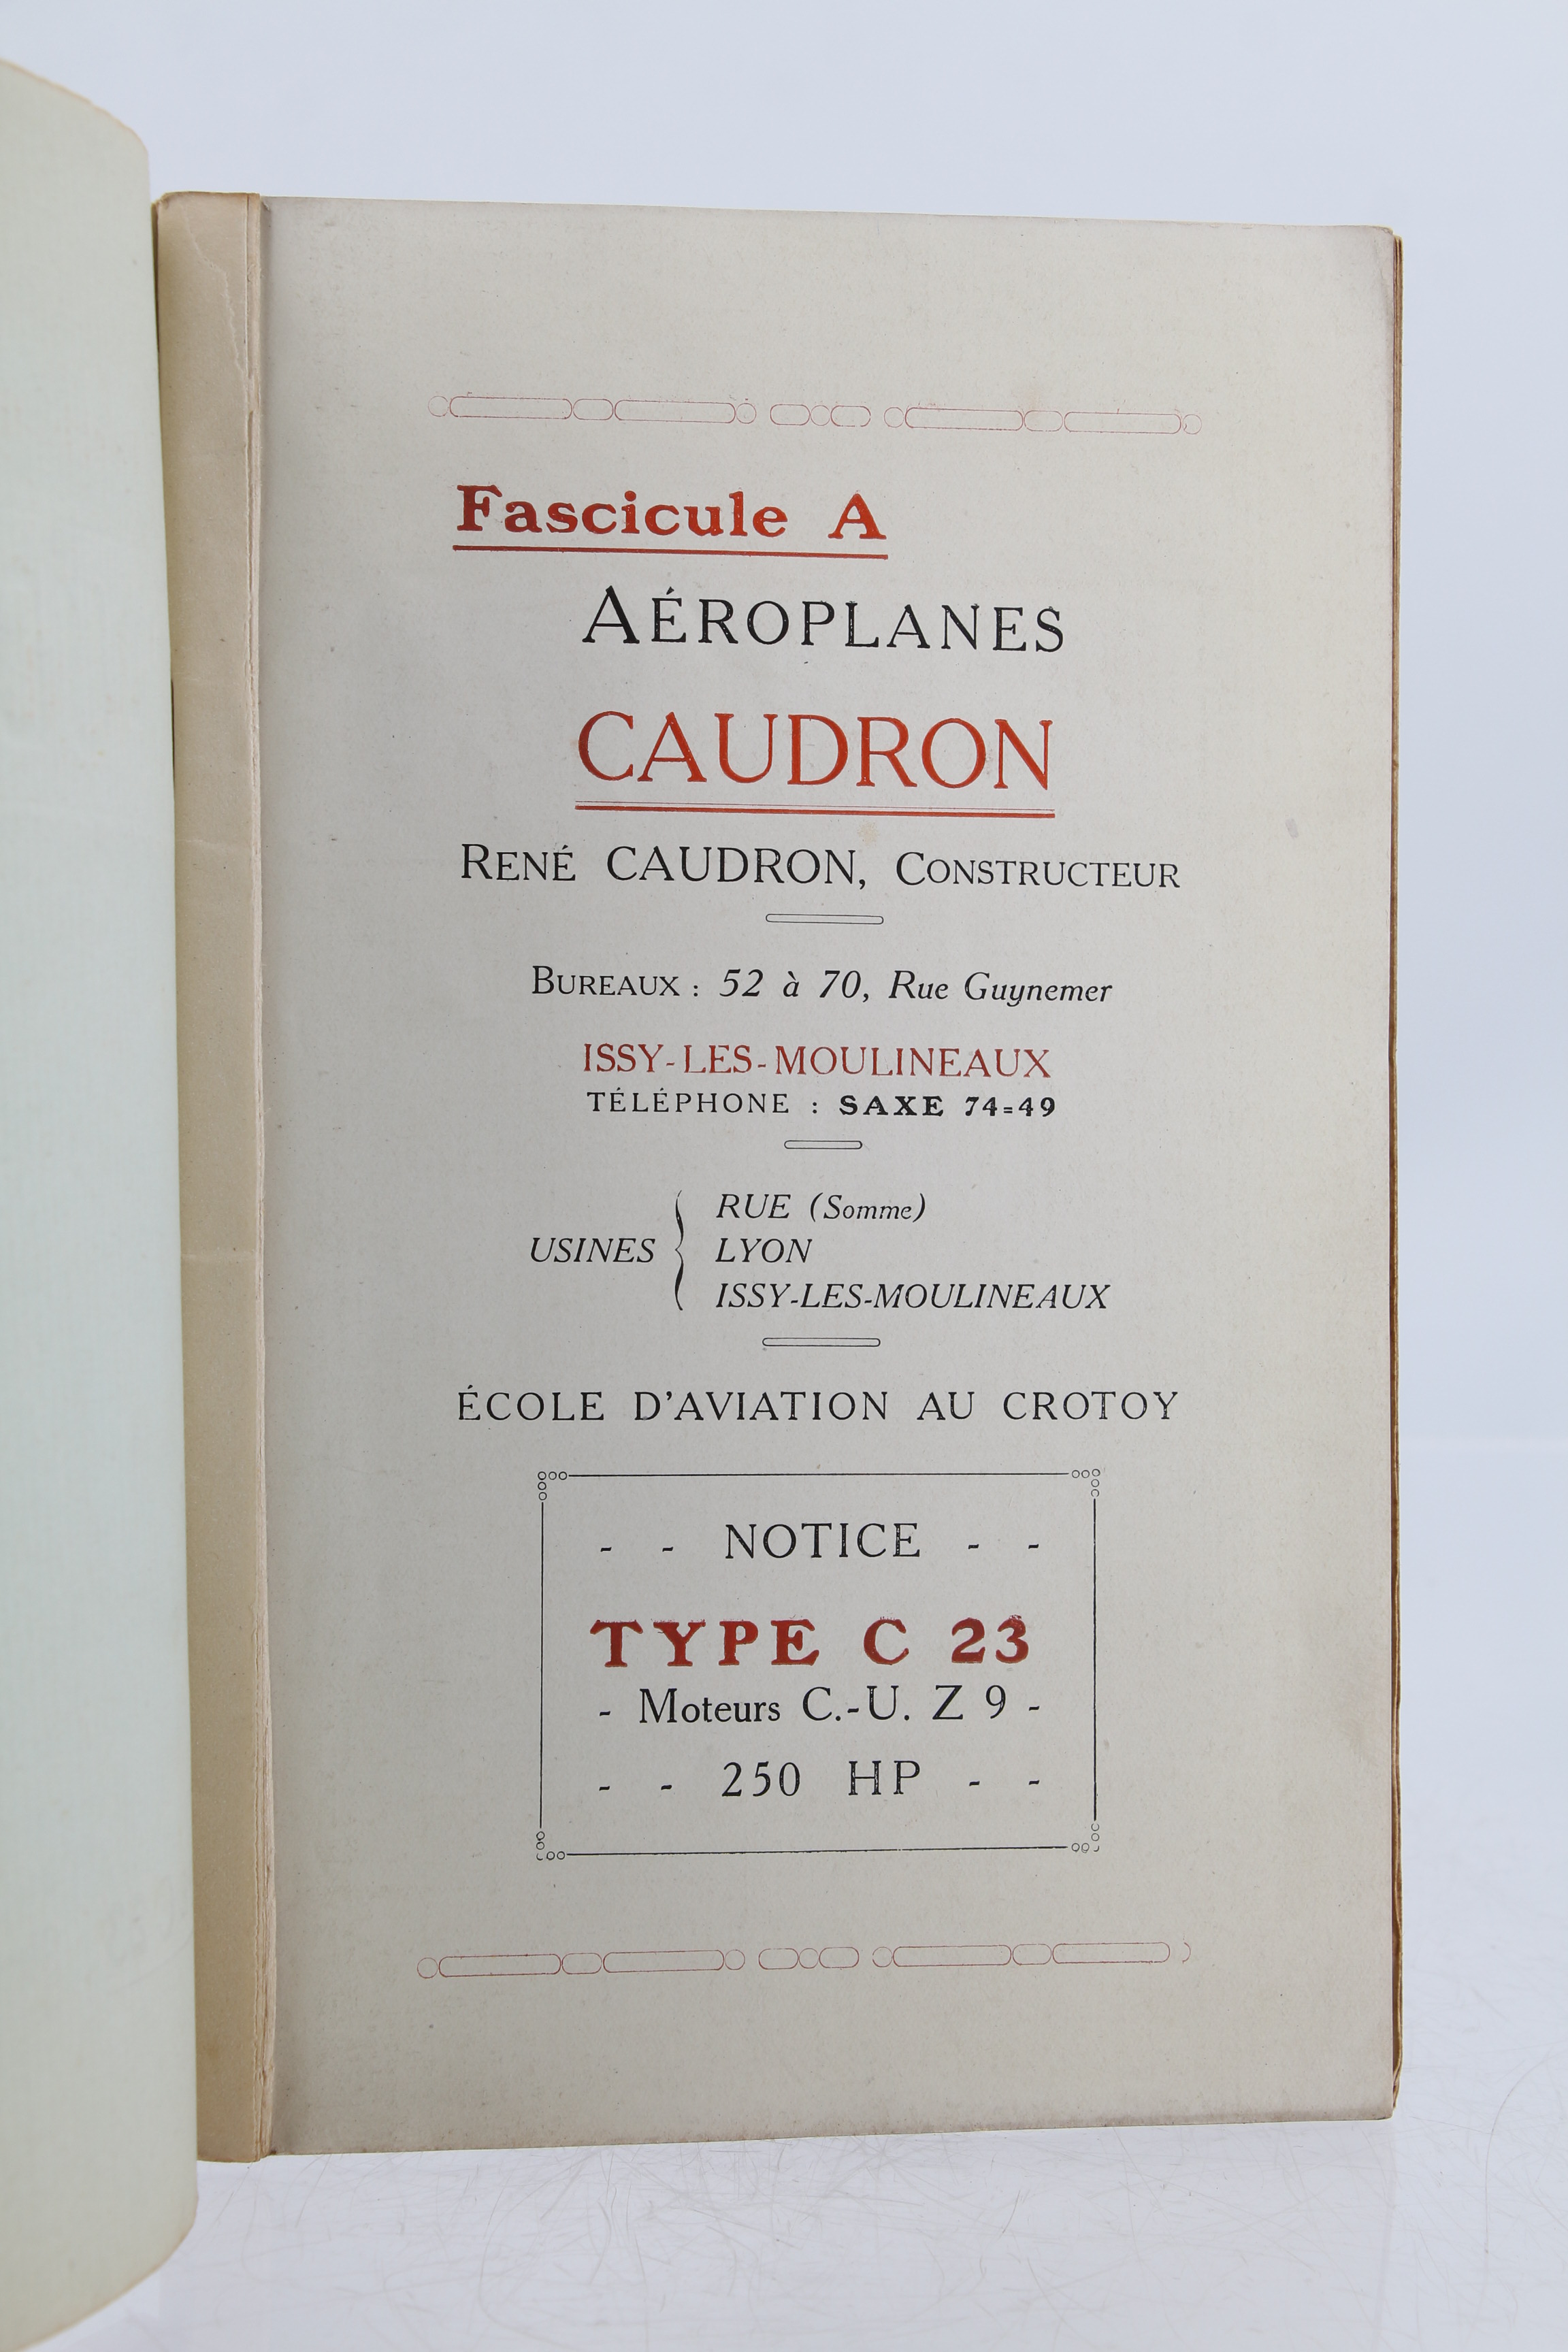 Fascicule A
AÉROPLANES
CAUDRON
RENÉ CAUDRON, CONSTRUCTEUR
BUREAUX : 52 à 70, Rue Guynemer
ISSY-LES-MOULINEAUX
TÉLÉPHONE : SAXE 74=49
RUE (Somme)
USINES { LYON
ISSY-LES-MOULINEAUX
ÉCOLE D'AVIATION AU CROTOY
- - NOTICE - -
TYPE C 23
- Moteurs C.-U. Z 9 -
- - 250 HP - -